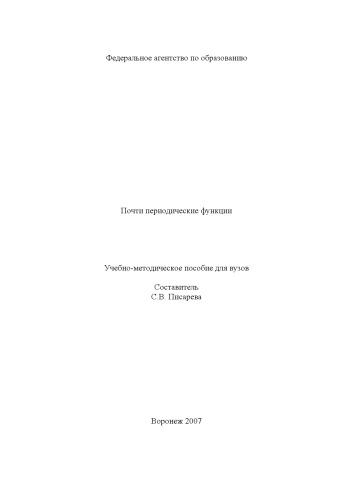 Федеральное агентство по образованию
Почти периодические функции
Учебно-методическое пособие для вузов
Составитель
С.В. Писарева
Воронеж 2007